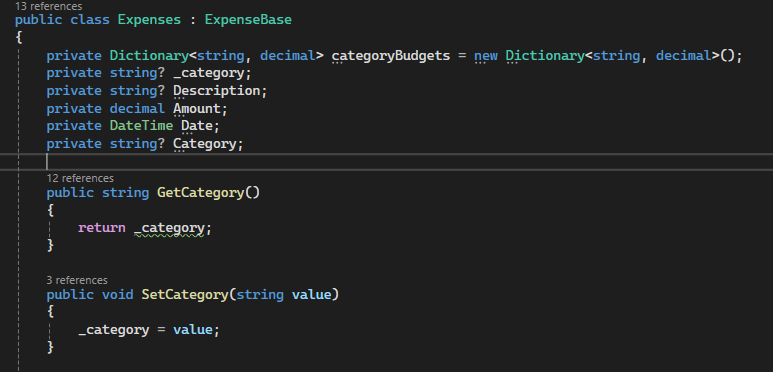 13 references
public class Expenses : ExpenseBase
{
private Dictionary<string, decimal> categoryBudgets = new Dictionary<string, decimal>();
private string? _category;
private string? Description;
private decimal Amount;
private DateTime Date;
private string? Category;
12 references
public string GetCategory()
{
return _category;
}
3 references
public void SetCategory(string value)
{
_category = value;
}